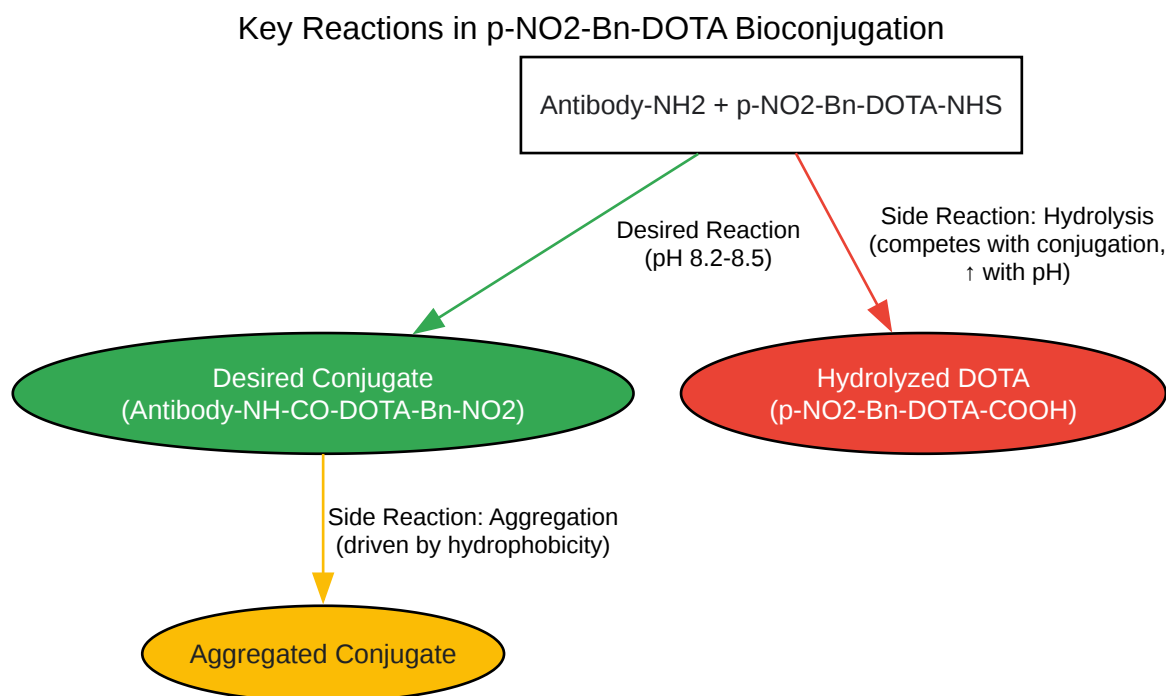 Key Reactions in p-NO2-Bn-DOTA Bioconjugation
Antibody-NH2 + p-NO2-Bn-DOTA-NHS
Desired Reaction
(pH 8.2-8.5)
Side Reaction: Hydrolysis
(competes with conjugation,
↑ with pH)
Desired Conjugate
(Antibody-NH-CO-DOTA-Bn-NO2)
Hydrolyzed DOTA
(p-NO2-Bn-DOTA-COOH)
Side Reaction: Aggregation
(driven by hydrophobicity)
Aggregated Conjugate